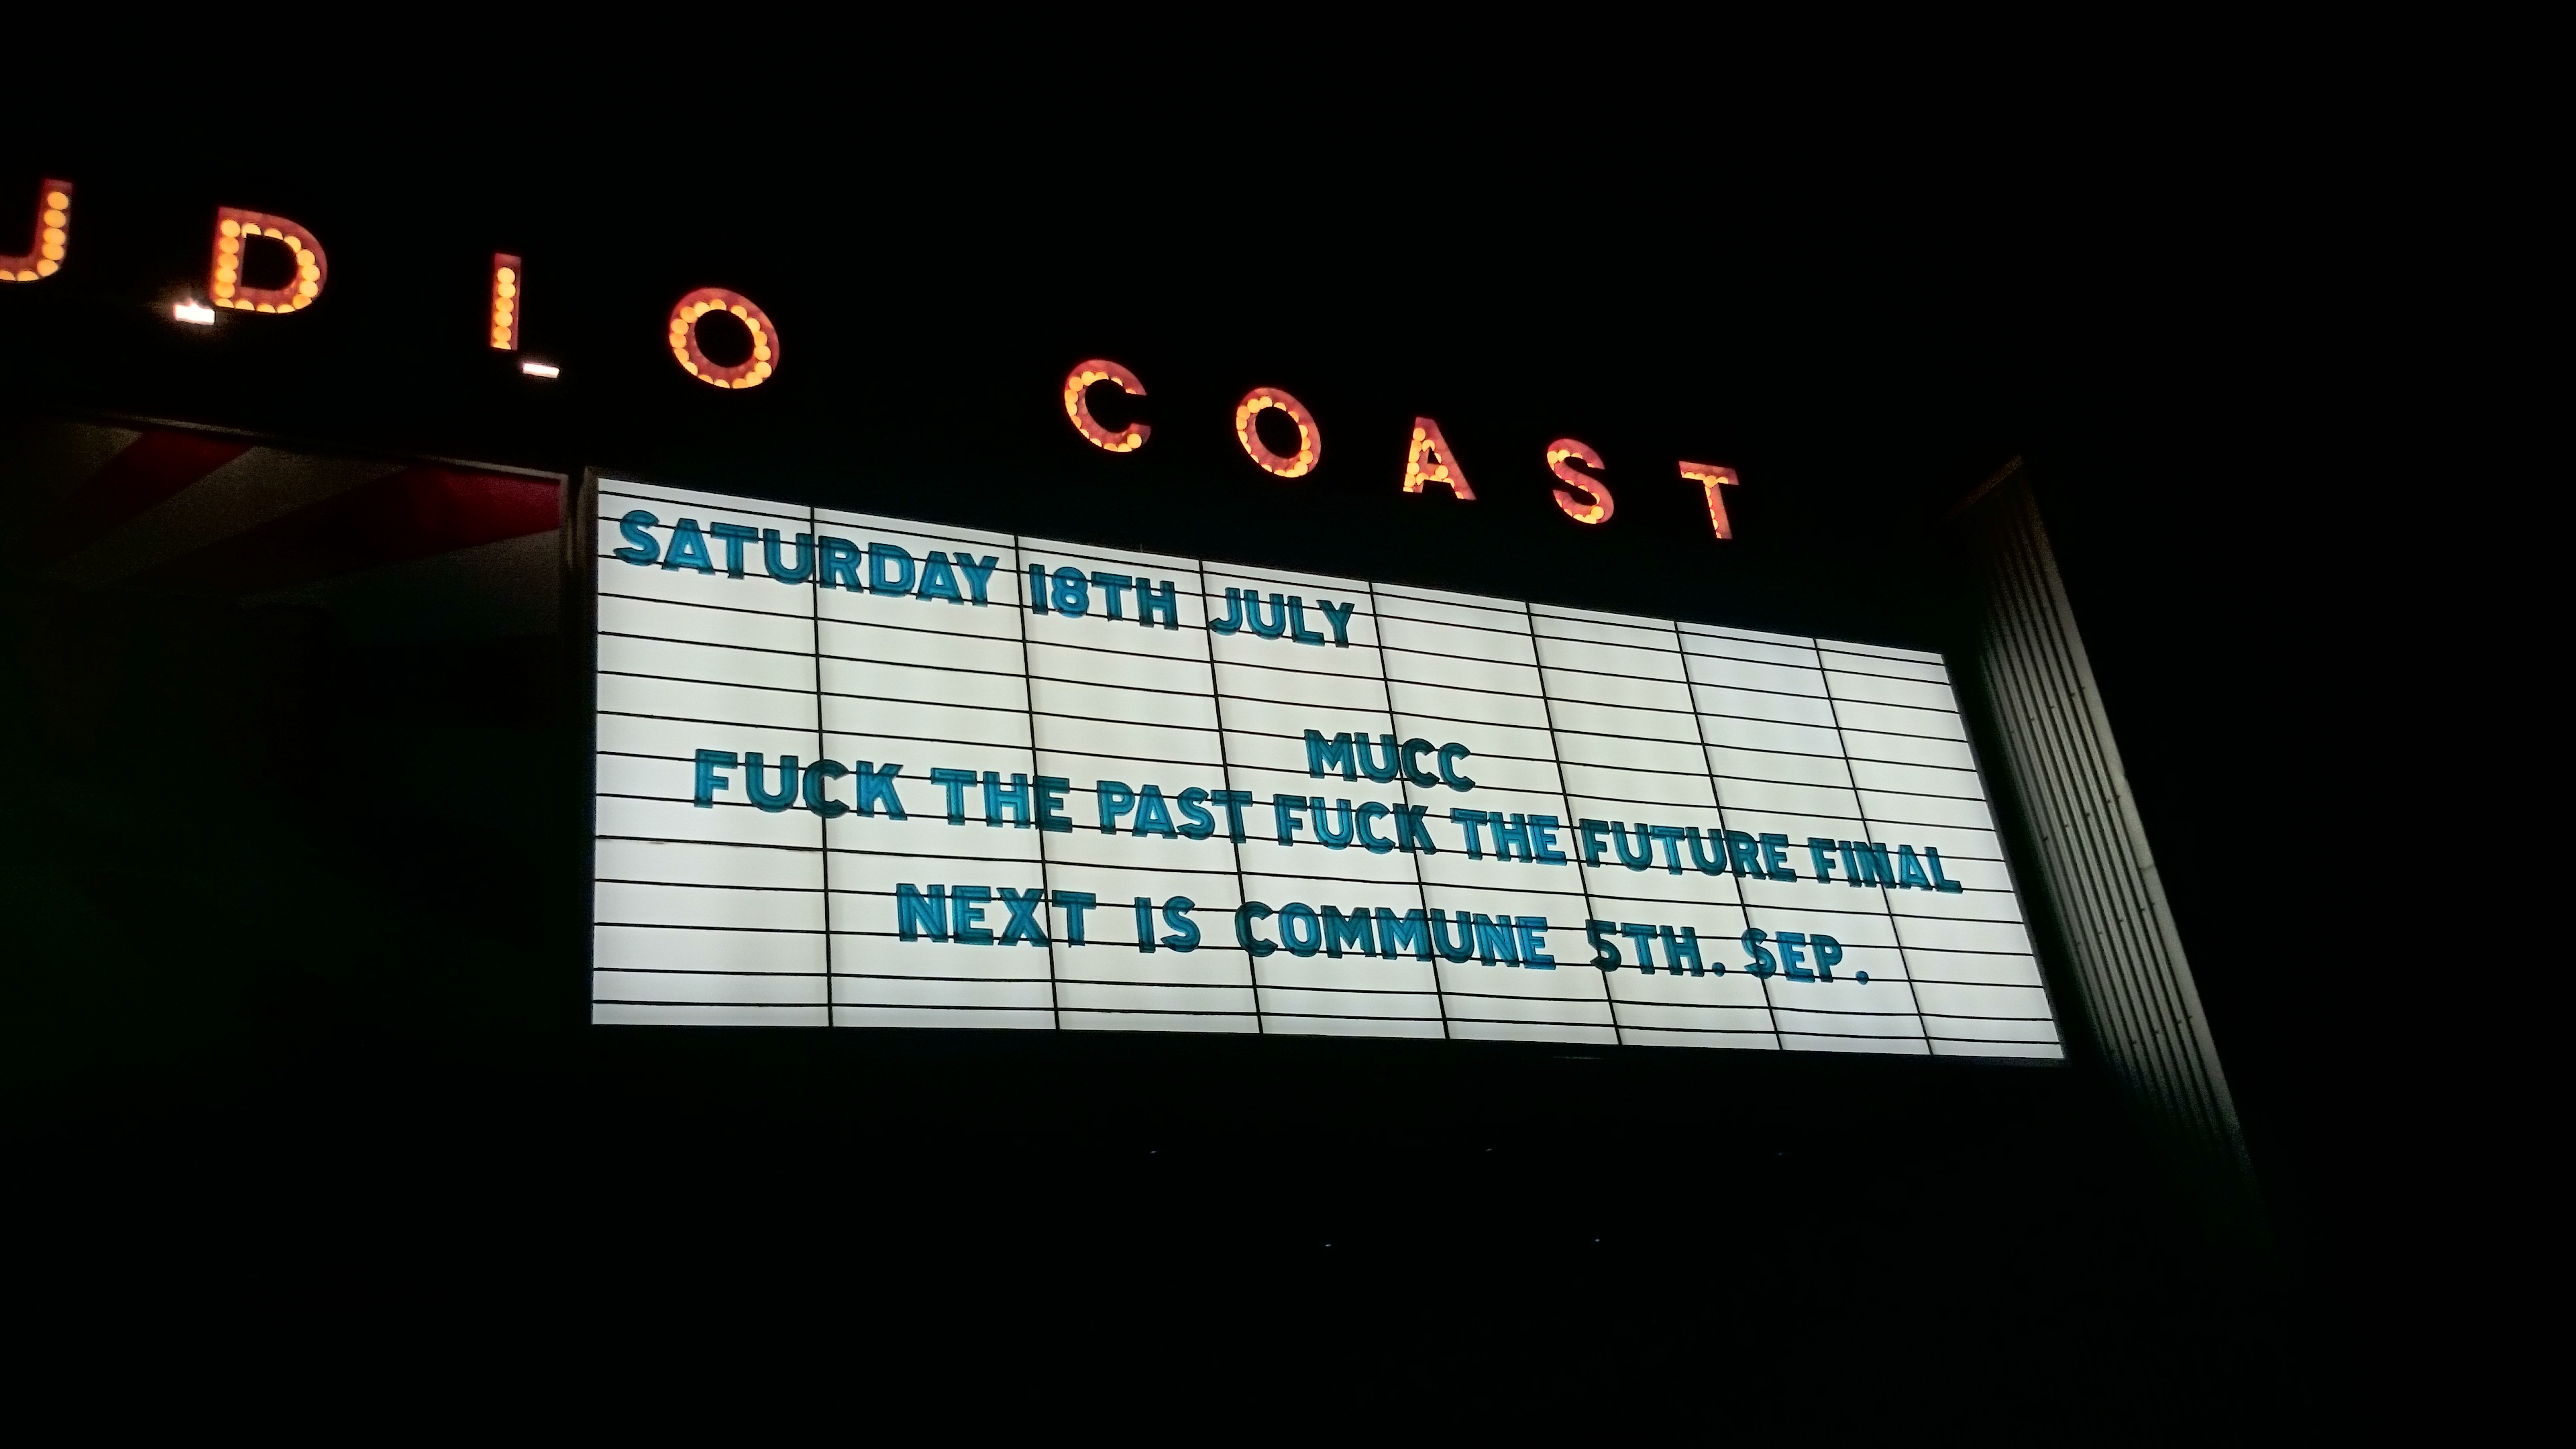 UDIO COAST
SATURDAY 18TH JULY
MUCC
FUCK THE PAST FUCK THE FUTURE FINAL
NEXT IS COMMUNE 5TH. SEP.